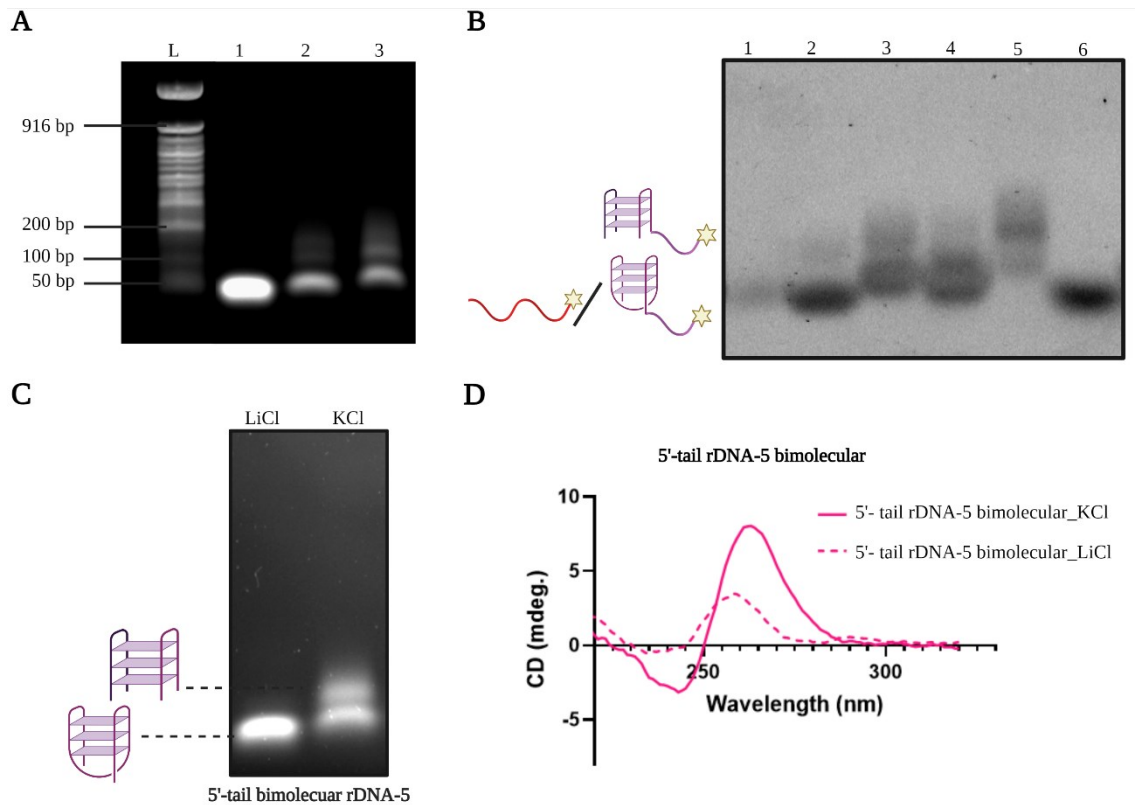 A
L 1 2 3
916 bp
200 bp
100 bp
50 bp
B
1 2 3 4 5 6
C
LiCl KCl
5'-tail bimolecuar rDNA-5
D
5'-tail rDNA-5 bimolecular
5'- tail rDNA-5 bimolecular_KCl
5'- tail rDNA-5 bimolecular_LiCl
CD (mdeg.)
10
5
0
-5
250 300
Wavelength (nm)